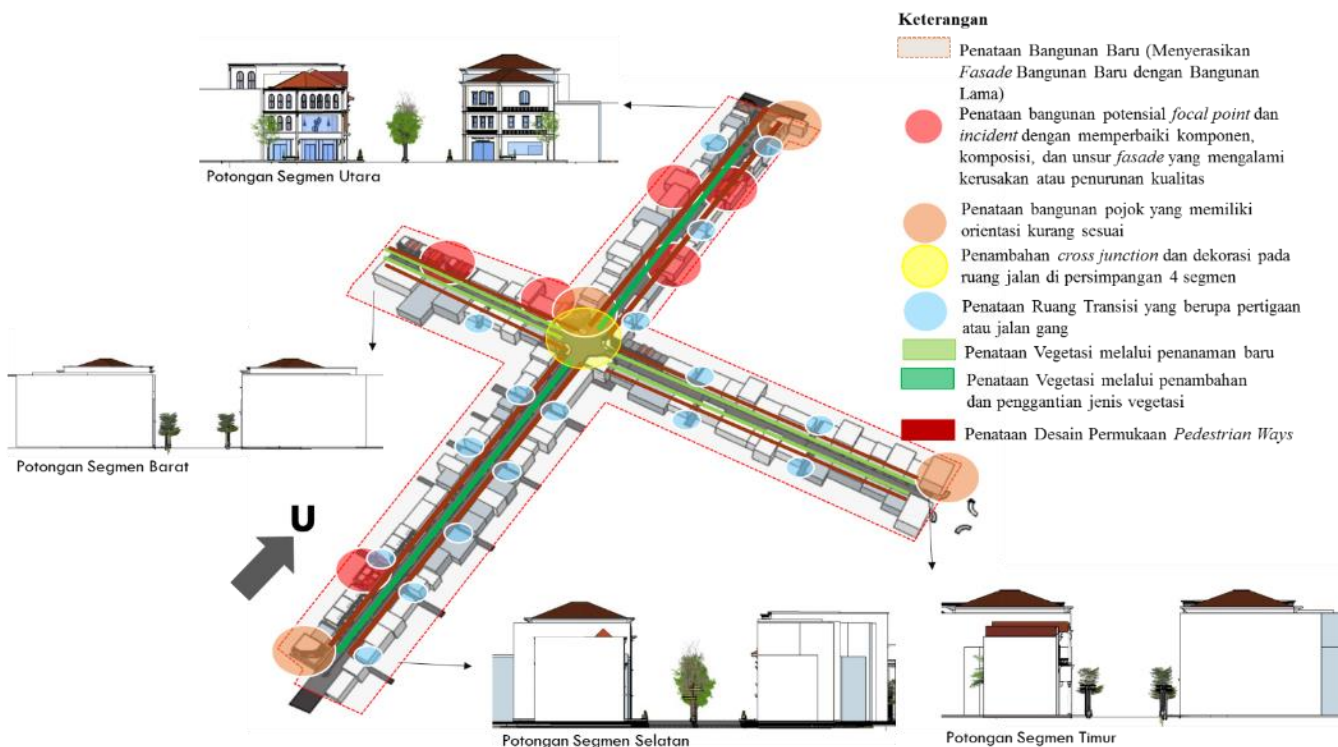 Keterangan
Penataan Bangunan Baru (Menyerasikan
Fasade Bangunan Baru dengan Bangunan
Lama)
Penataan bangunan potensial focal point dan
incident dengan memperbaiki komponen,
komposisi, dan unsur fasade yang mengalami
kerusakan atau penurunan kualitas
Penataan bangunan pojok yang memiliki
orientasi kurang sesuai
Penambahan cross junction dan dekorasi pada
ruang jalan di persimpangan 4 segmen
Penataan Ruang Transisi yang berupa pertigaan
atau jalan gang
Penataan Vegetasi melalui penanaman baru
Penataan Vegetasi melalui penambahan
dan penggantian jenis vegetasi
Penataan Desain Permukaan Pedestrian Ways
Potongan Segmen Utara
Potongan Segmen Barat
U
Potongan Segmen Selatan
Potongan Segmen Timur